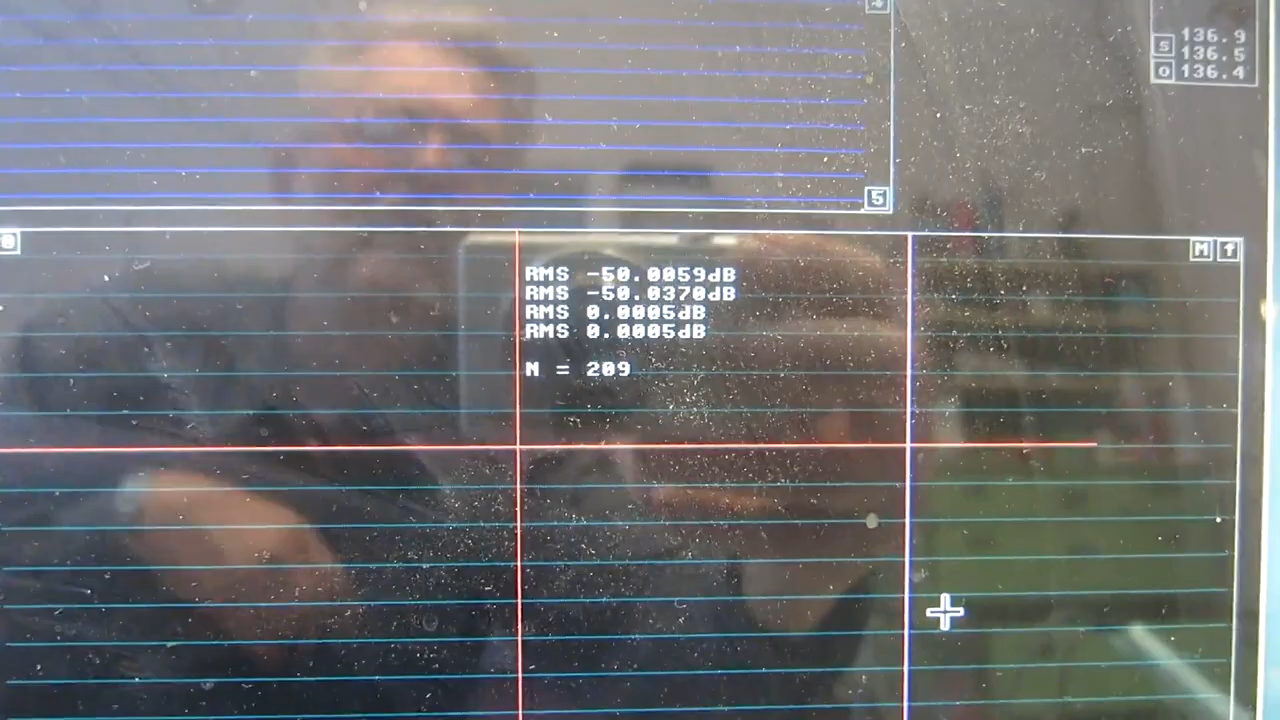 136.9
S 136.5
O 136.4
5
M f
RMS -50.0059dB
RMS -50.0370dB
RMS 0.0005dB
RMS 0.0005dB
N = 209